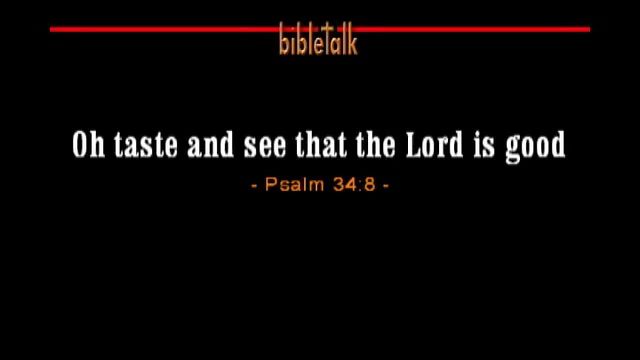 bibleTalk
Oh taste and see that the Lord is good
- Psalm 34:8 -